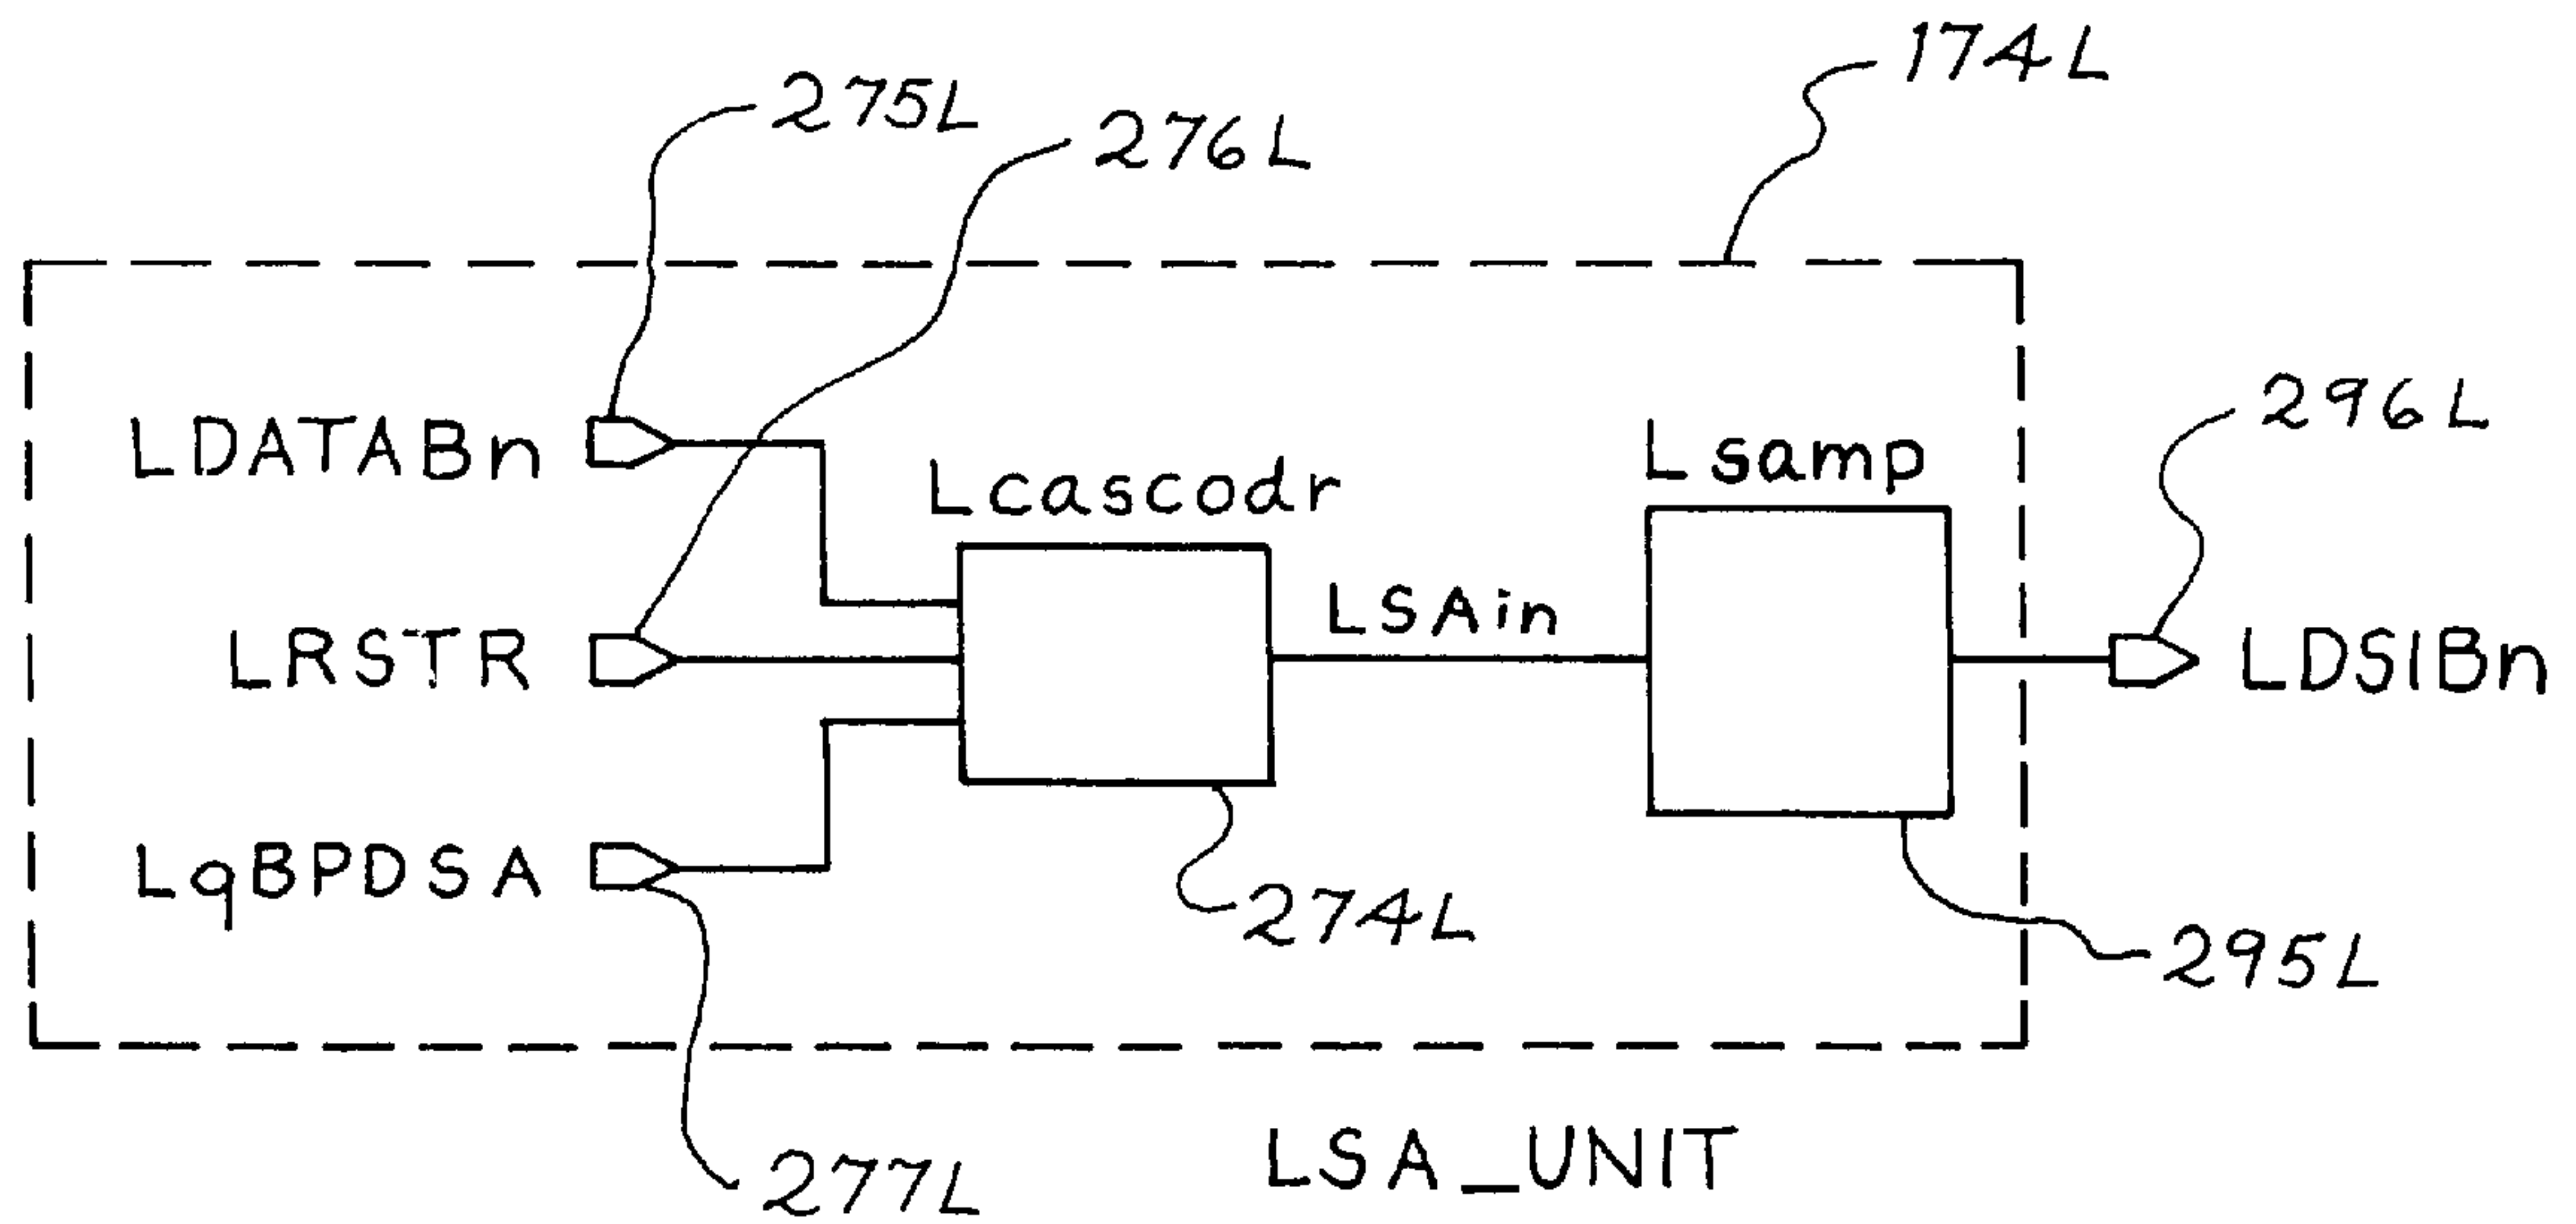 174L
275L
276L
296L
LDATABn
Lsamp
Lcascodr
LSAin
LRSTR
LDSIBn
LqBPDSA
274L
295L
LSA_UNIT
277L